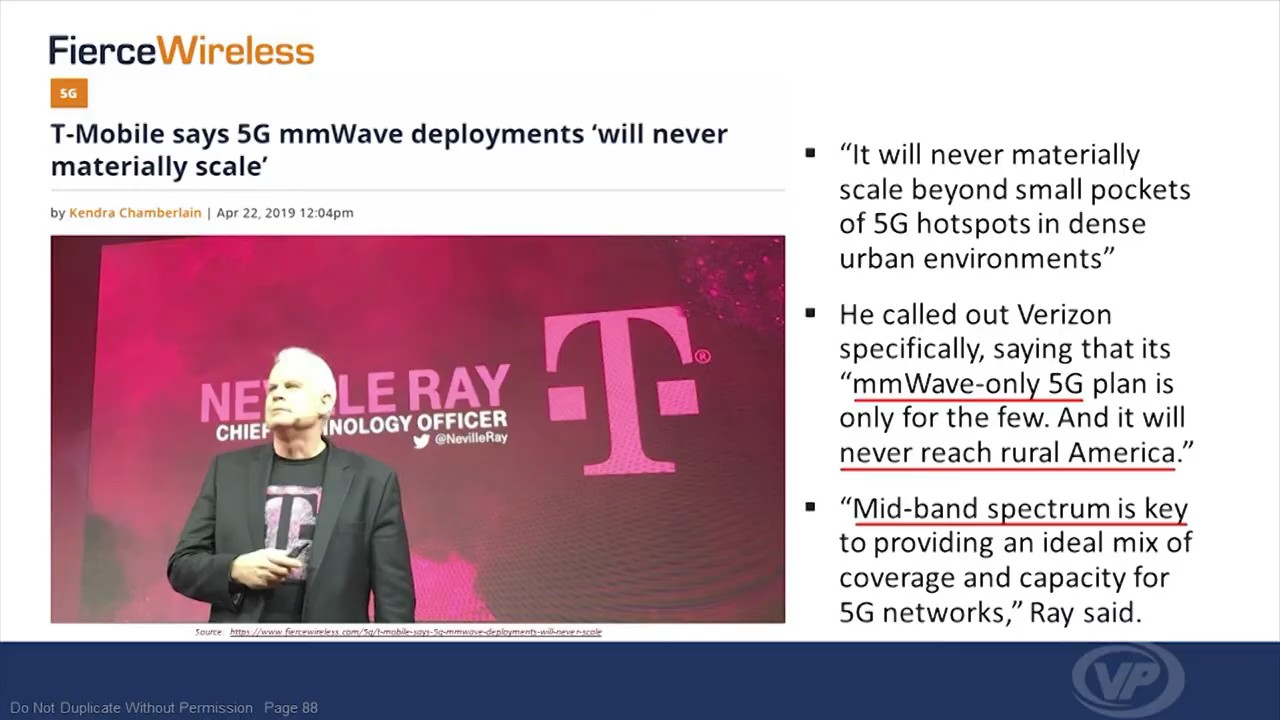 FierceWireless
5G
T-Mobile says 5G mmWave deployments ‘will never
materially scale’
by Kendra Chamberlain | Apr 22, 2019 12:04pm
NEVILLE RAY
CHIEF TECHNOLOGY OFFICER
@NevilleRay
T
®
T
Source: https://www.fiercewireless.com/5g/t-mobile-says-5g-mmwave-deployments-will-never-scale
▪ “It will never materially
scale beyond small pockets
of 5G hotspots in dense
urban environments”
▪ He called out Verizon
specifically, saying that its
“mmWave-only 5G plan is
only for the few. And it will
never reach rural America.”
▪ “Mid-band spectrum is key
to providing an ideal mix of
coverage and capacity for
5G networks,” Ray said.
VP
Do Not Duplicate Without Permission. Page 88